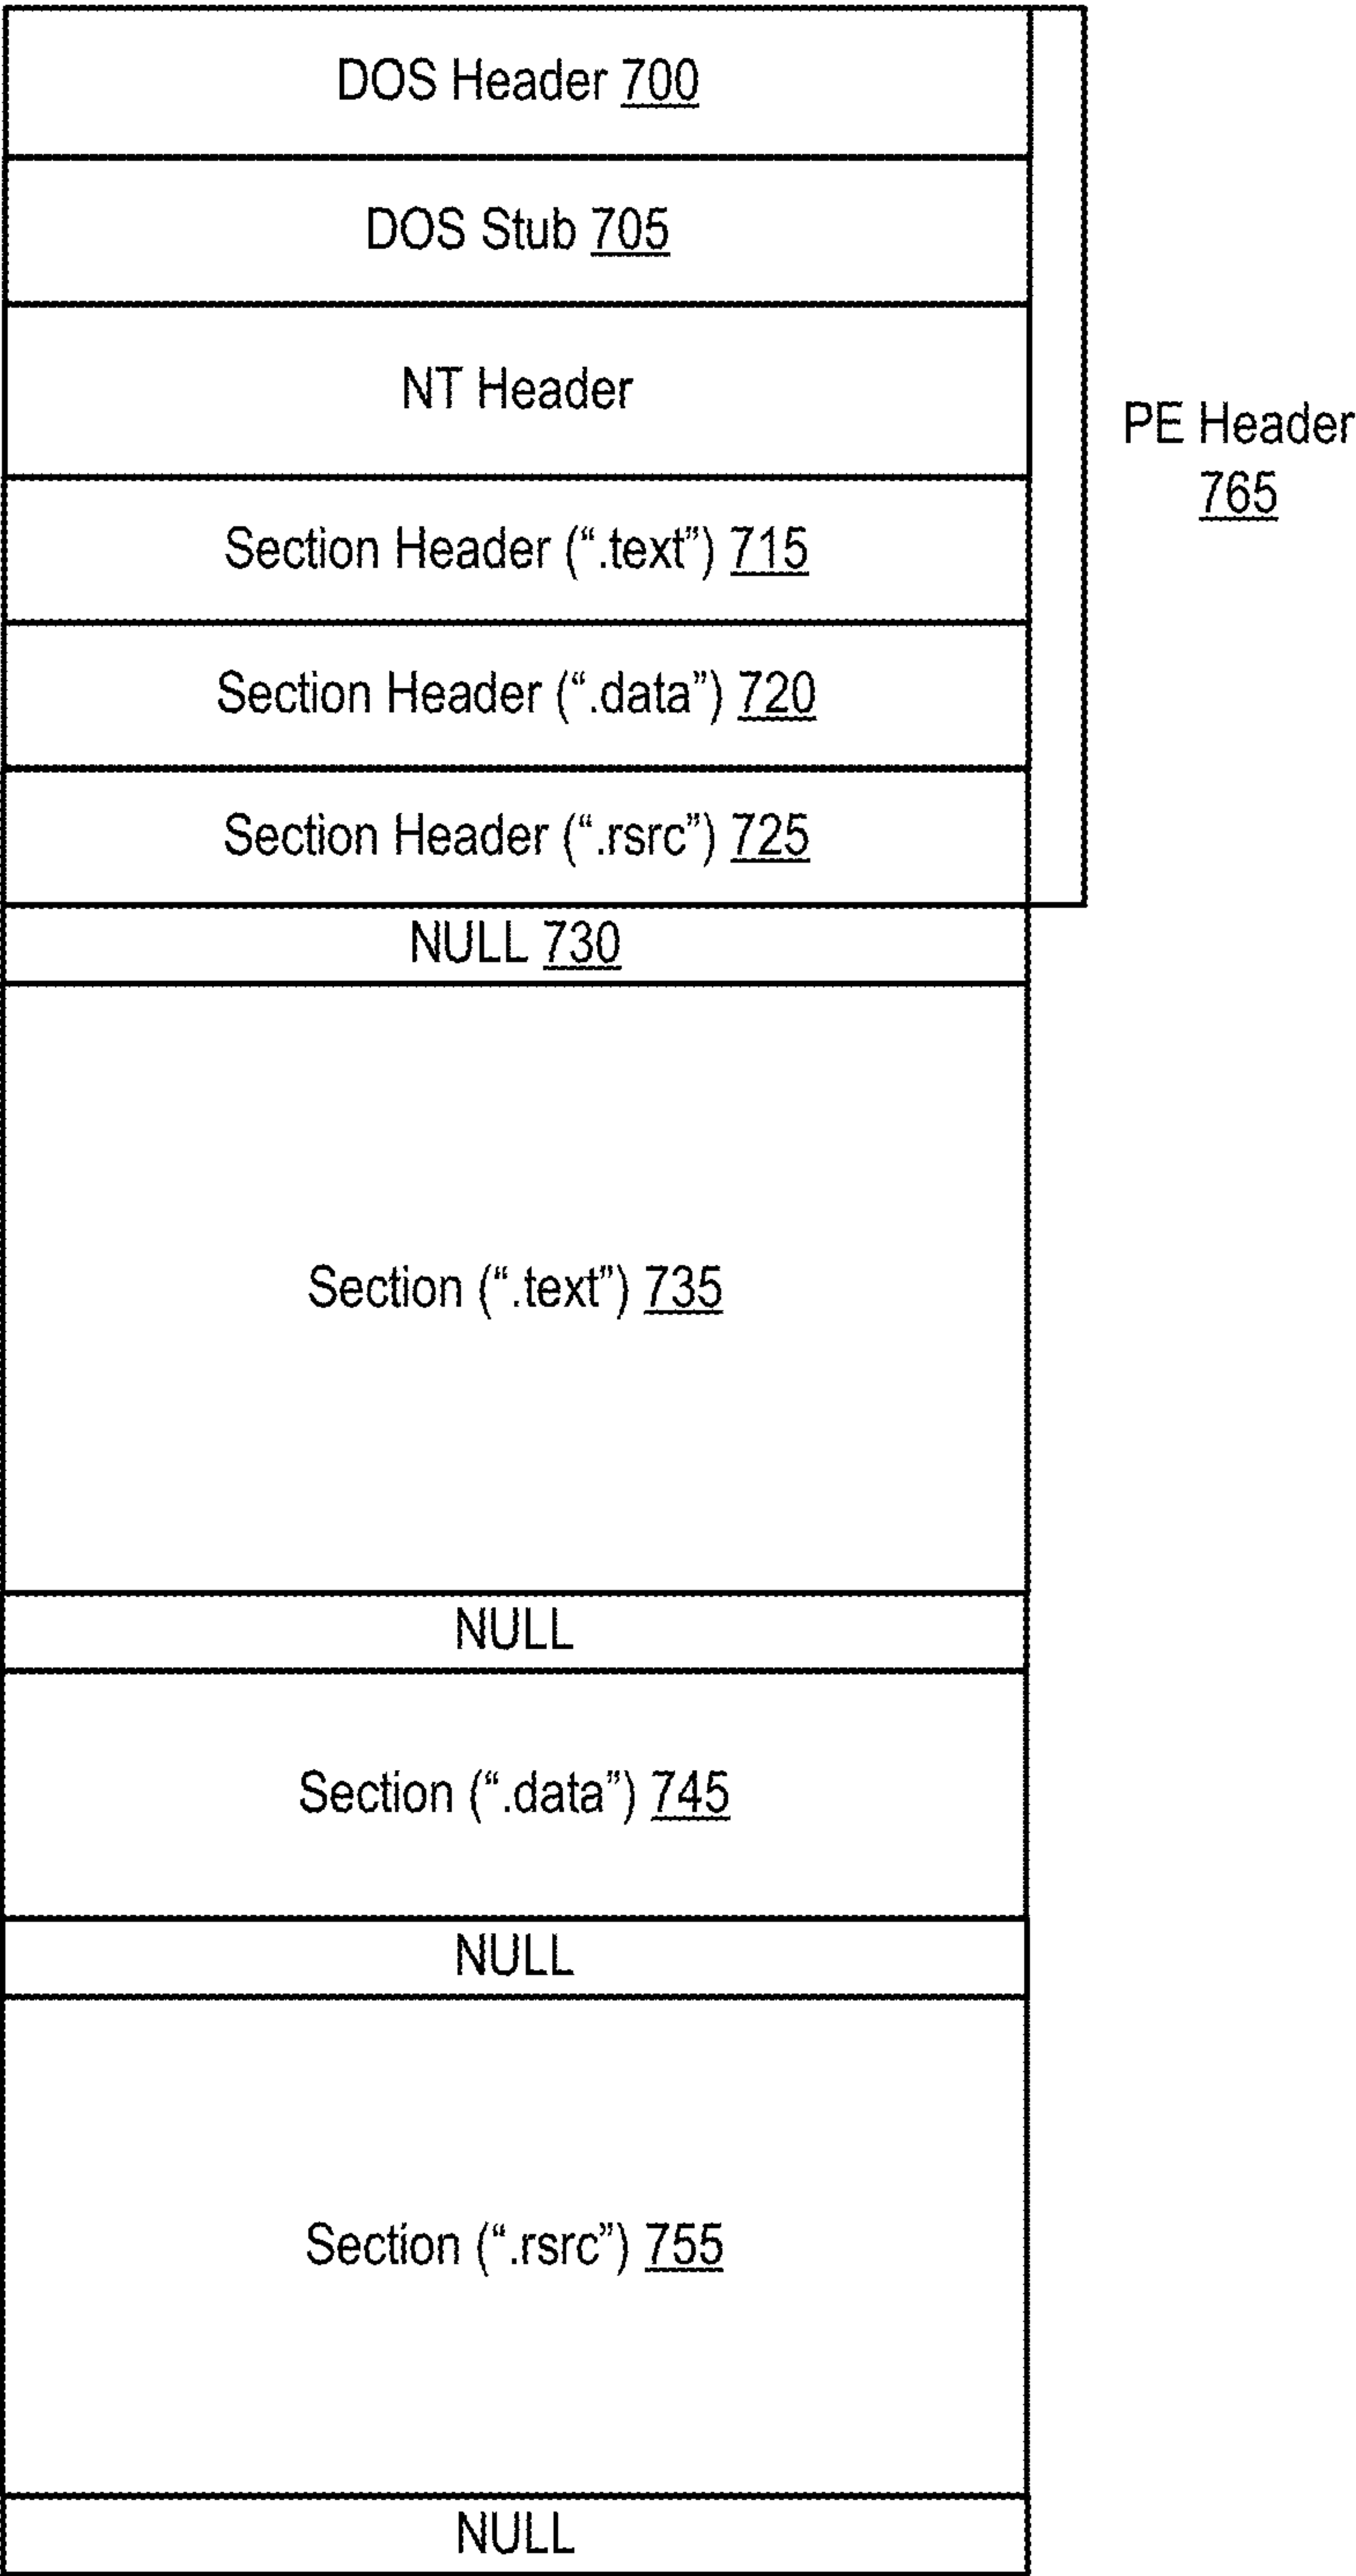 DOS Header 700
DOS Stub 705
NT Header
PE Header
765
Section Header (“.text”) 715
Section Header (“.data”) 720
Section Header (“.rsrc”) 725
NULL 730
Section (“.text”) 735
NULL
Section (“.data”) 745
NULL
Section (“.rsrc”) 755
NULL